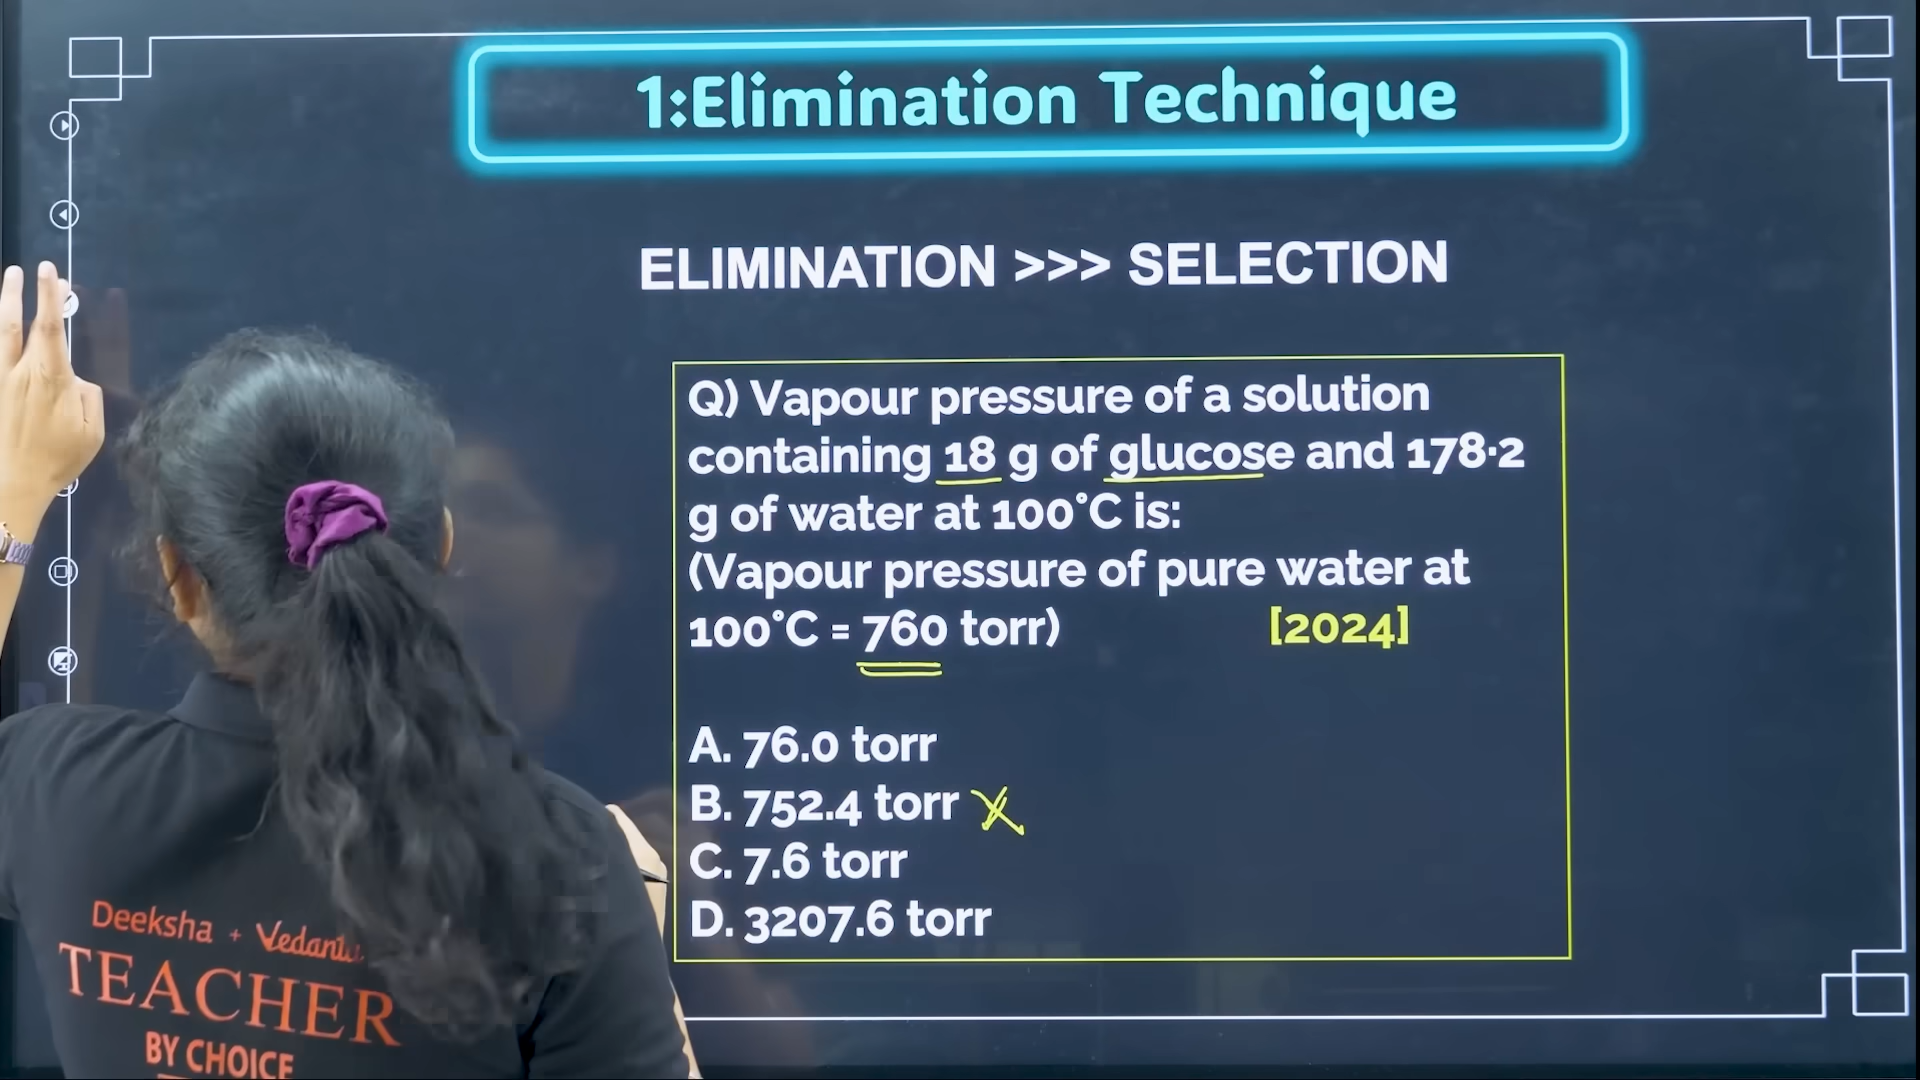 1:Elimination Technique
ELIMINATION >>> SELECTION
Q) Vapour pressure of a solution
containing 18 g of glucose and 178·2
g of water at 100°C is:
(Vapour pressure of pure water at
100°C = 760 torr) [2024]
A. 76.0 torr
B. 752.4 torr
C. 7.6 torr
D. 3207.6 torr
Deeksha + Vedantu
TEACHER
BY CHOICE